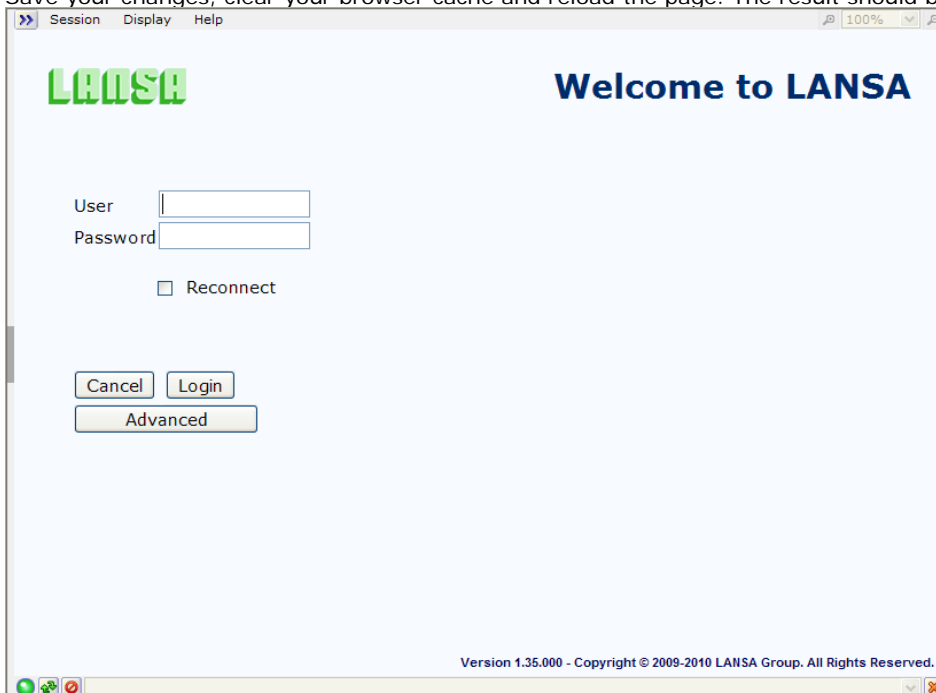 Save your changes, clear your browser cache and reload the page. The result should b
Session Display Help 100%
LANSA
Welcome to LANSA
User
Password
Reconnect
Cancel Login
Advanced
Version 1.35.000 - Copyright © 2009-2010 LANSA Group. All Rights Reserved.